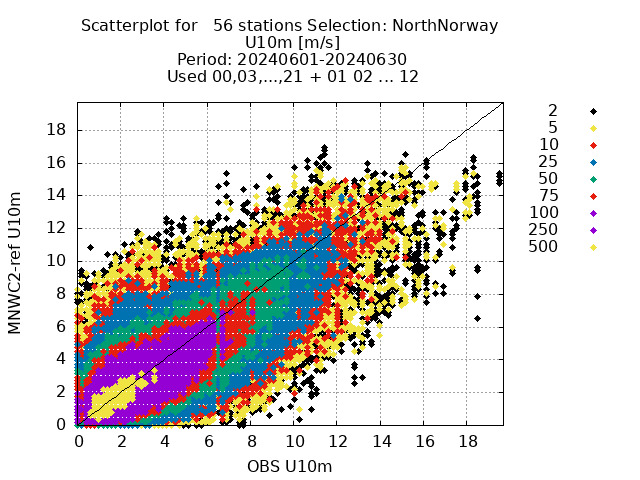 Scatterplot for   56 stations Selection: NorthNorway
U10m [m/s]
Period: 20240601-20240630
Used 00,03,...,21 + 01 02 ... 12
2
5
10
25
50
75
100
250
500
MNWC2-ref U10m
18
16
14
12
10
8
6
4
2
0
0 2 4 6 8 10 12 14 16 18
OBS U10m